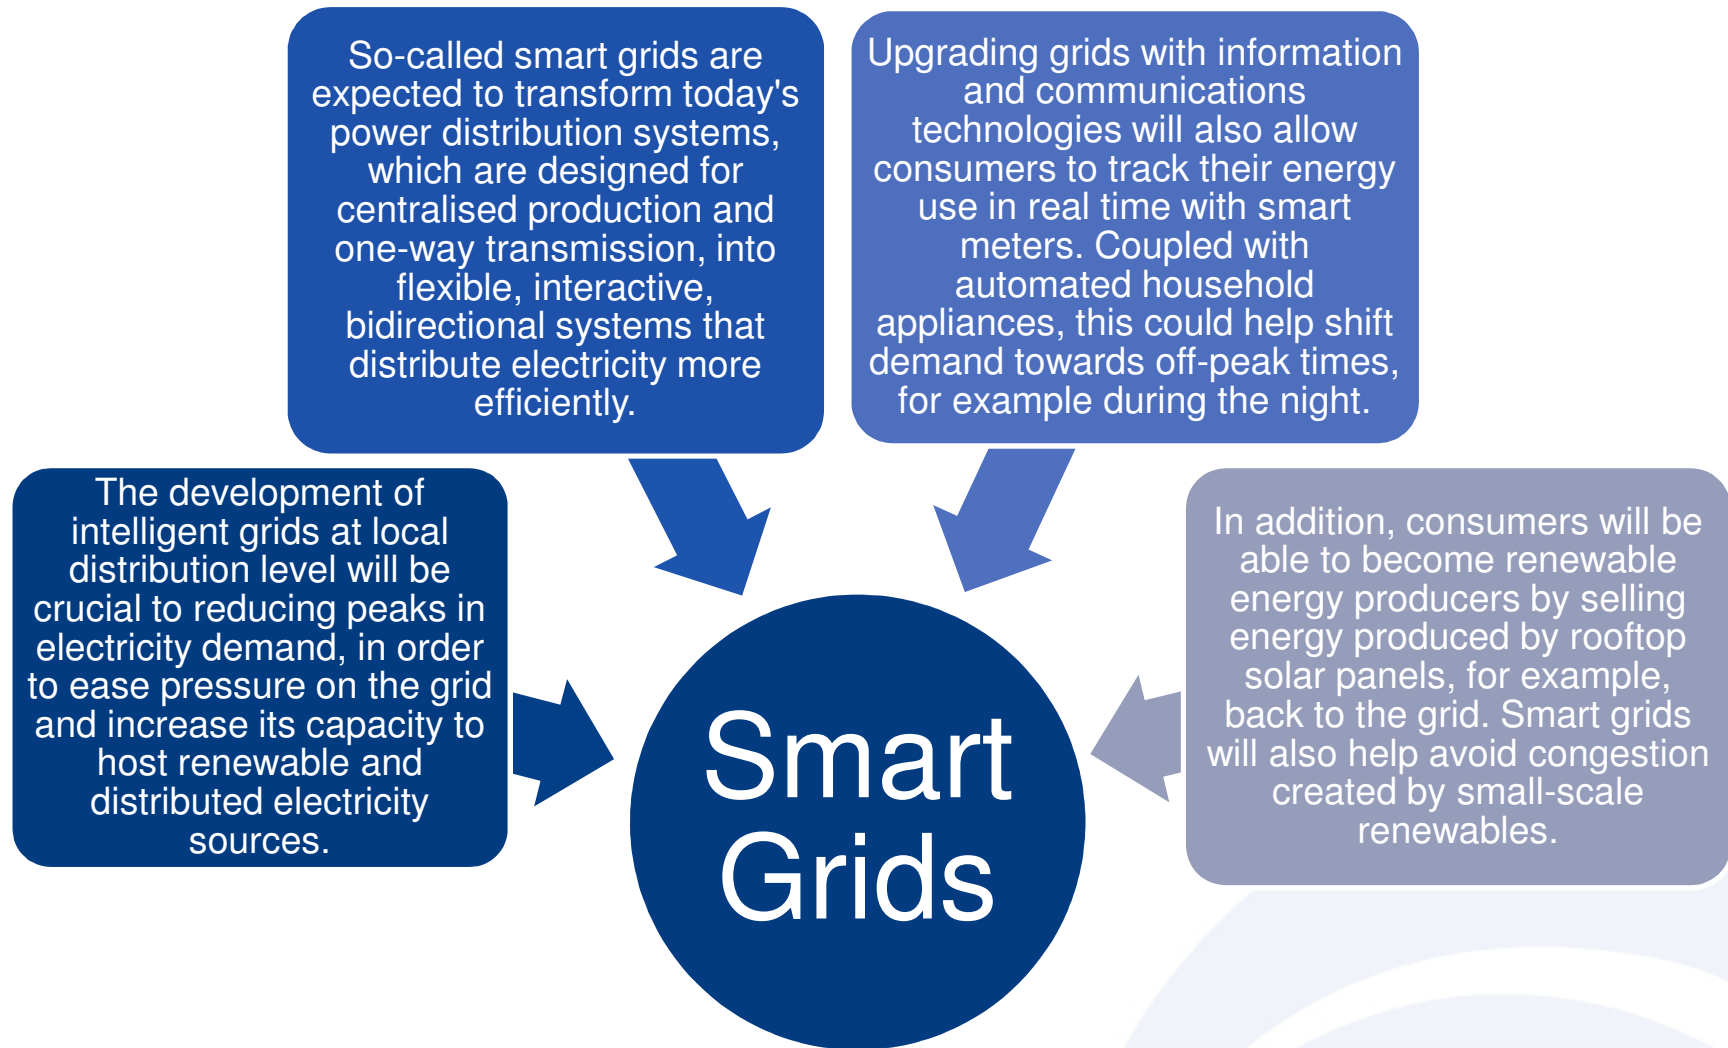 So-called smart grids are
expected to transform today's
power distribution systems,
which are designed for
centralised production and
one-way transmission, into
flexible, interactive,
bidirectional systems that
distribute electricity more
efficiently.
Upgrading grids with information
and communications
technologies will also allow
consumers to track their energy
use in real time with smart
meters. Coupled with
automated household
appliances, this could help shift
demand towards off-peak times,
for example during the night.
The development of
intelligent grids at local
distribution level will be
crucial to reducing peaks in
electricity demand, in order
to ease pressure on the grid
and increase its capacity to
host renewable and
distributed electricity
sources.
In addition, consumers will be
able to become renewable
energy producers by selling
energy produced by rooftop
solar panels, for example,
back to the grid. Smart grids
will also help avoid congestion
created by small-scale
renewables.
Smart
Grids